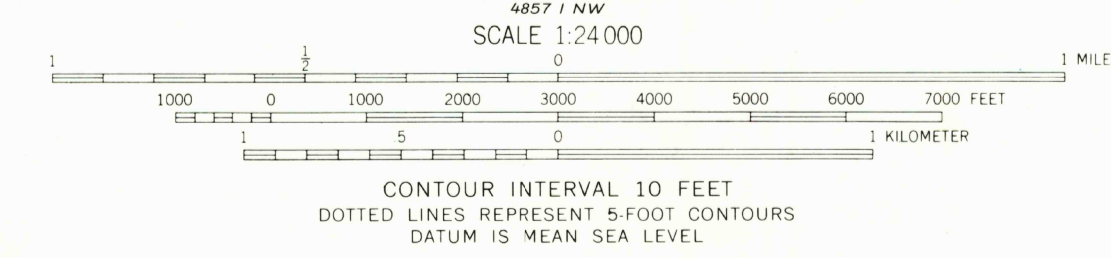 4857 I NW
SCALE 1:24 000
1 1/2 0 1 MILE
1000 0 1000 2000 3000 4000 5000 6000 7000 FEET
1 5 0 1 KILOMETER
CONTOUR INTERVAL 10 FEET
DOTTED LINES REPRESENT 5-FOOT CONTOURS
DATUM IS MEAN SEA LEVEL